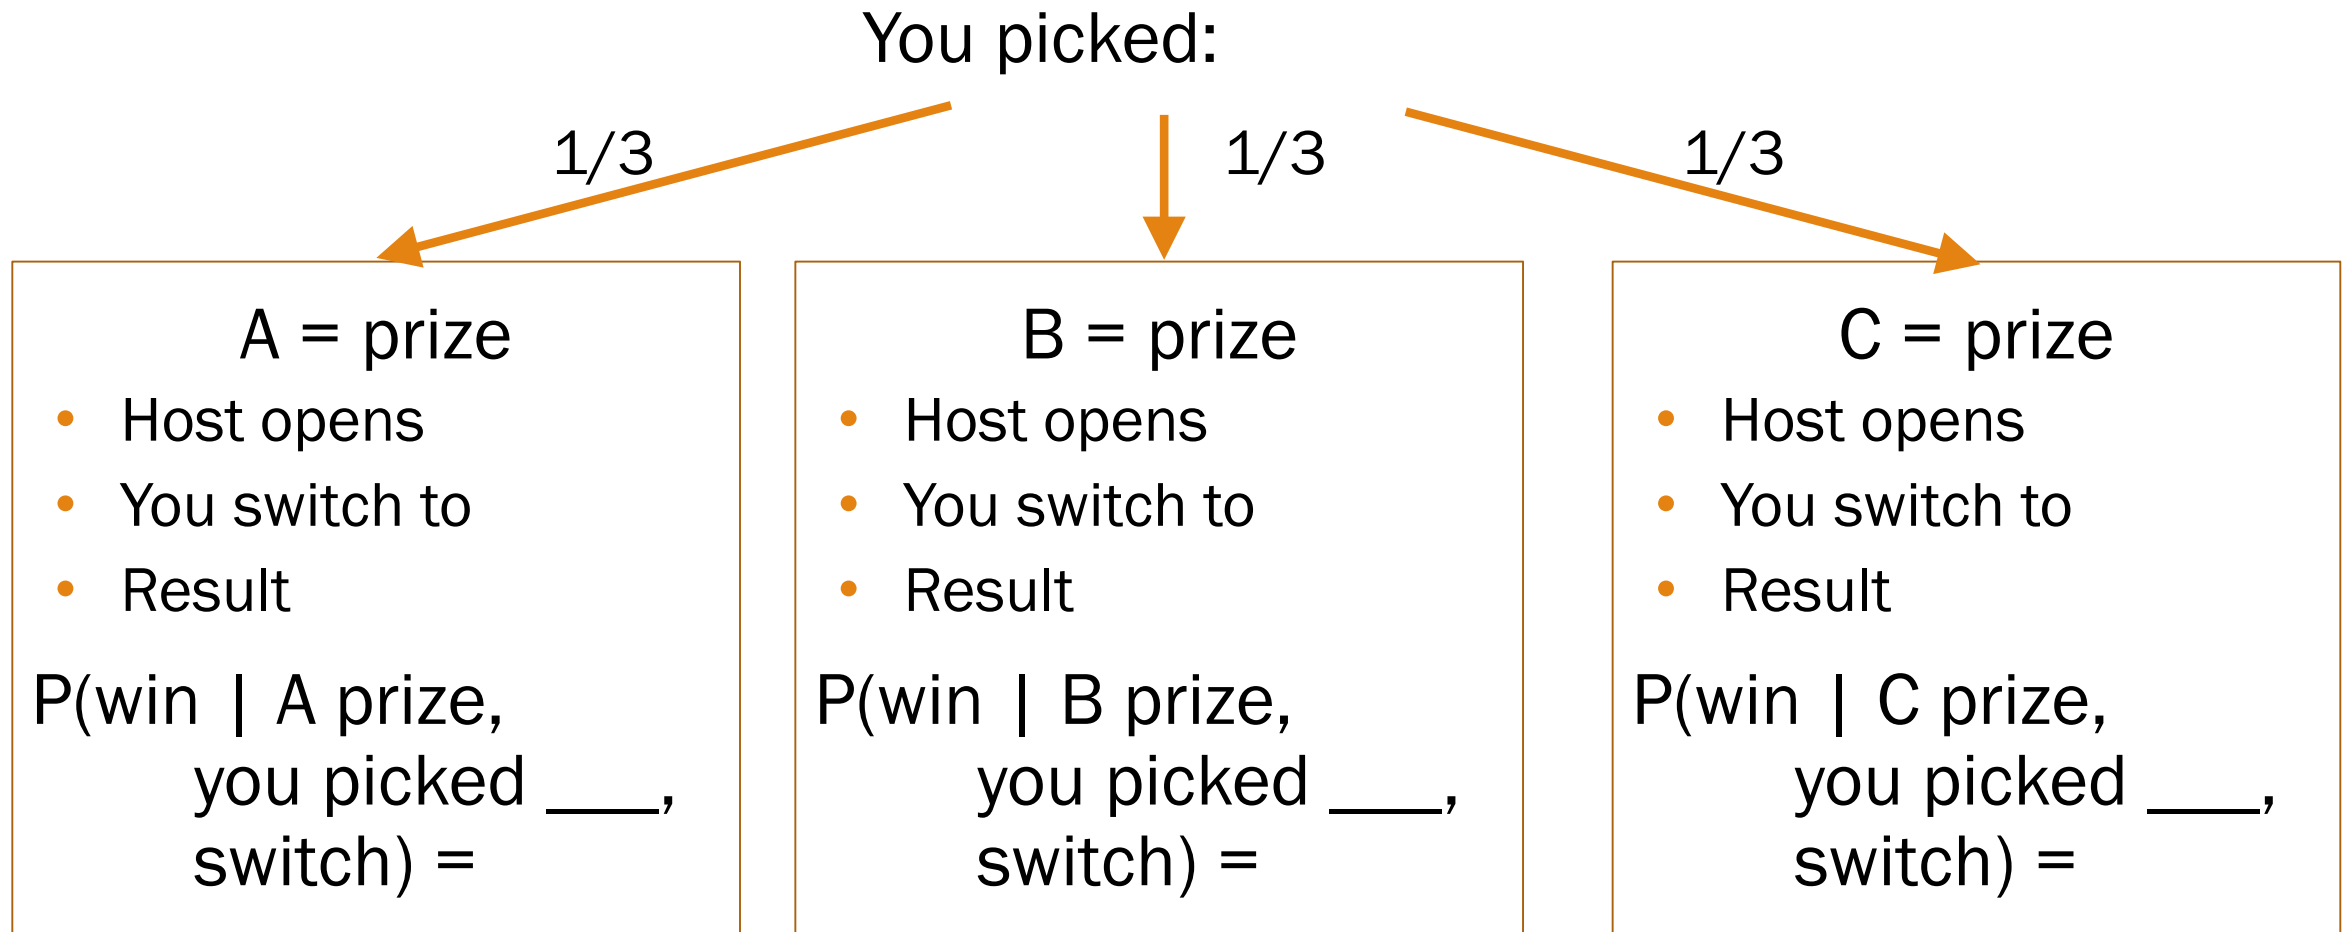 You picked:
1/3
1/3
1/3
A = prize
• Host opens
• You switch to
• Result
P(win | A prize,
you picked ___,
switch) =
B = prize
• Host opens
• You switch to
• Result
P(win | B prize,
you picked ___,
switch) =
C = prize
• Host opens
• You switch to
• Result
P(win | C prize,
you picked ___,
switch) =